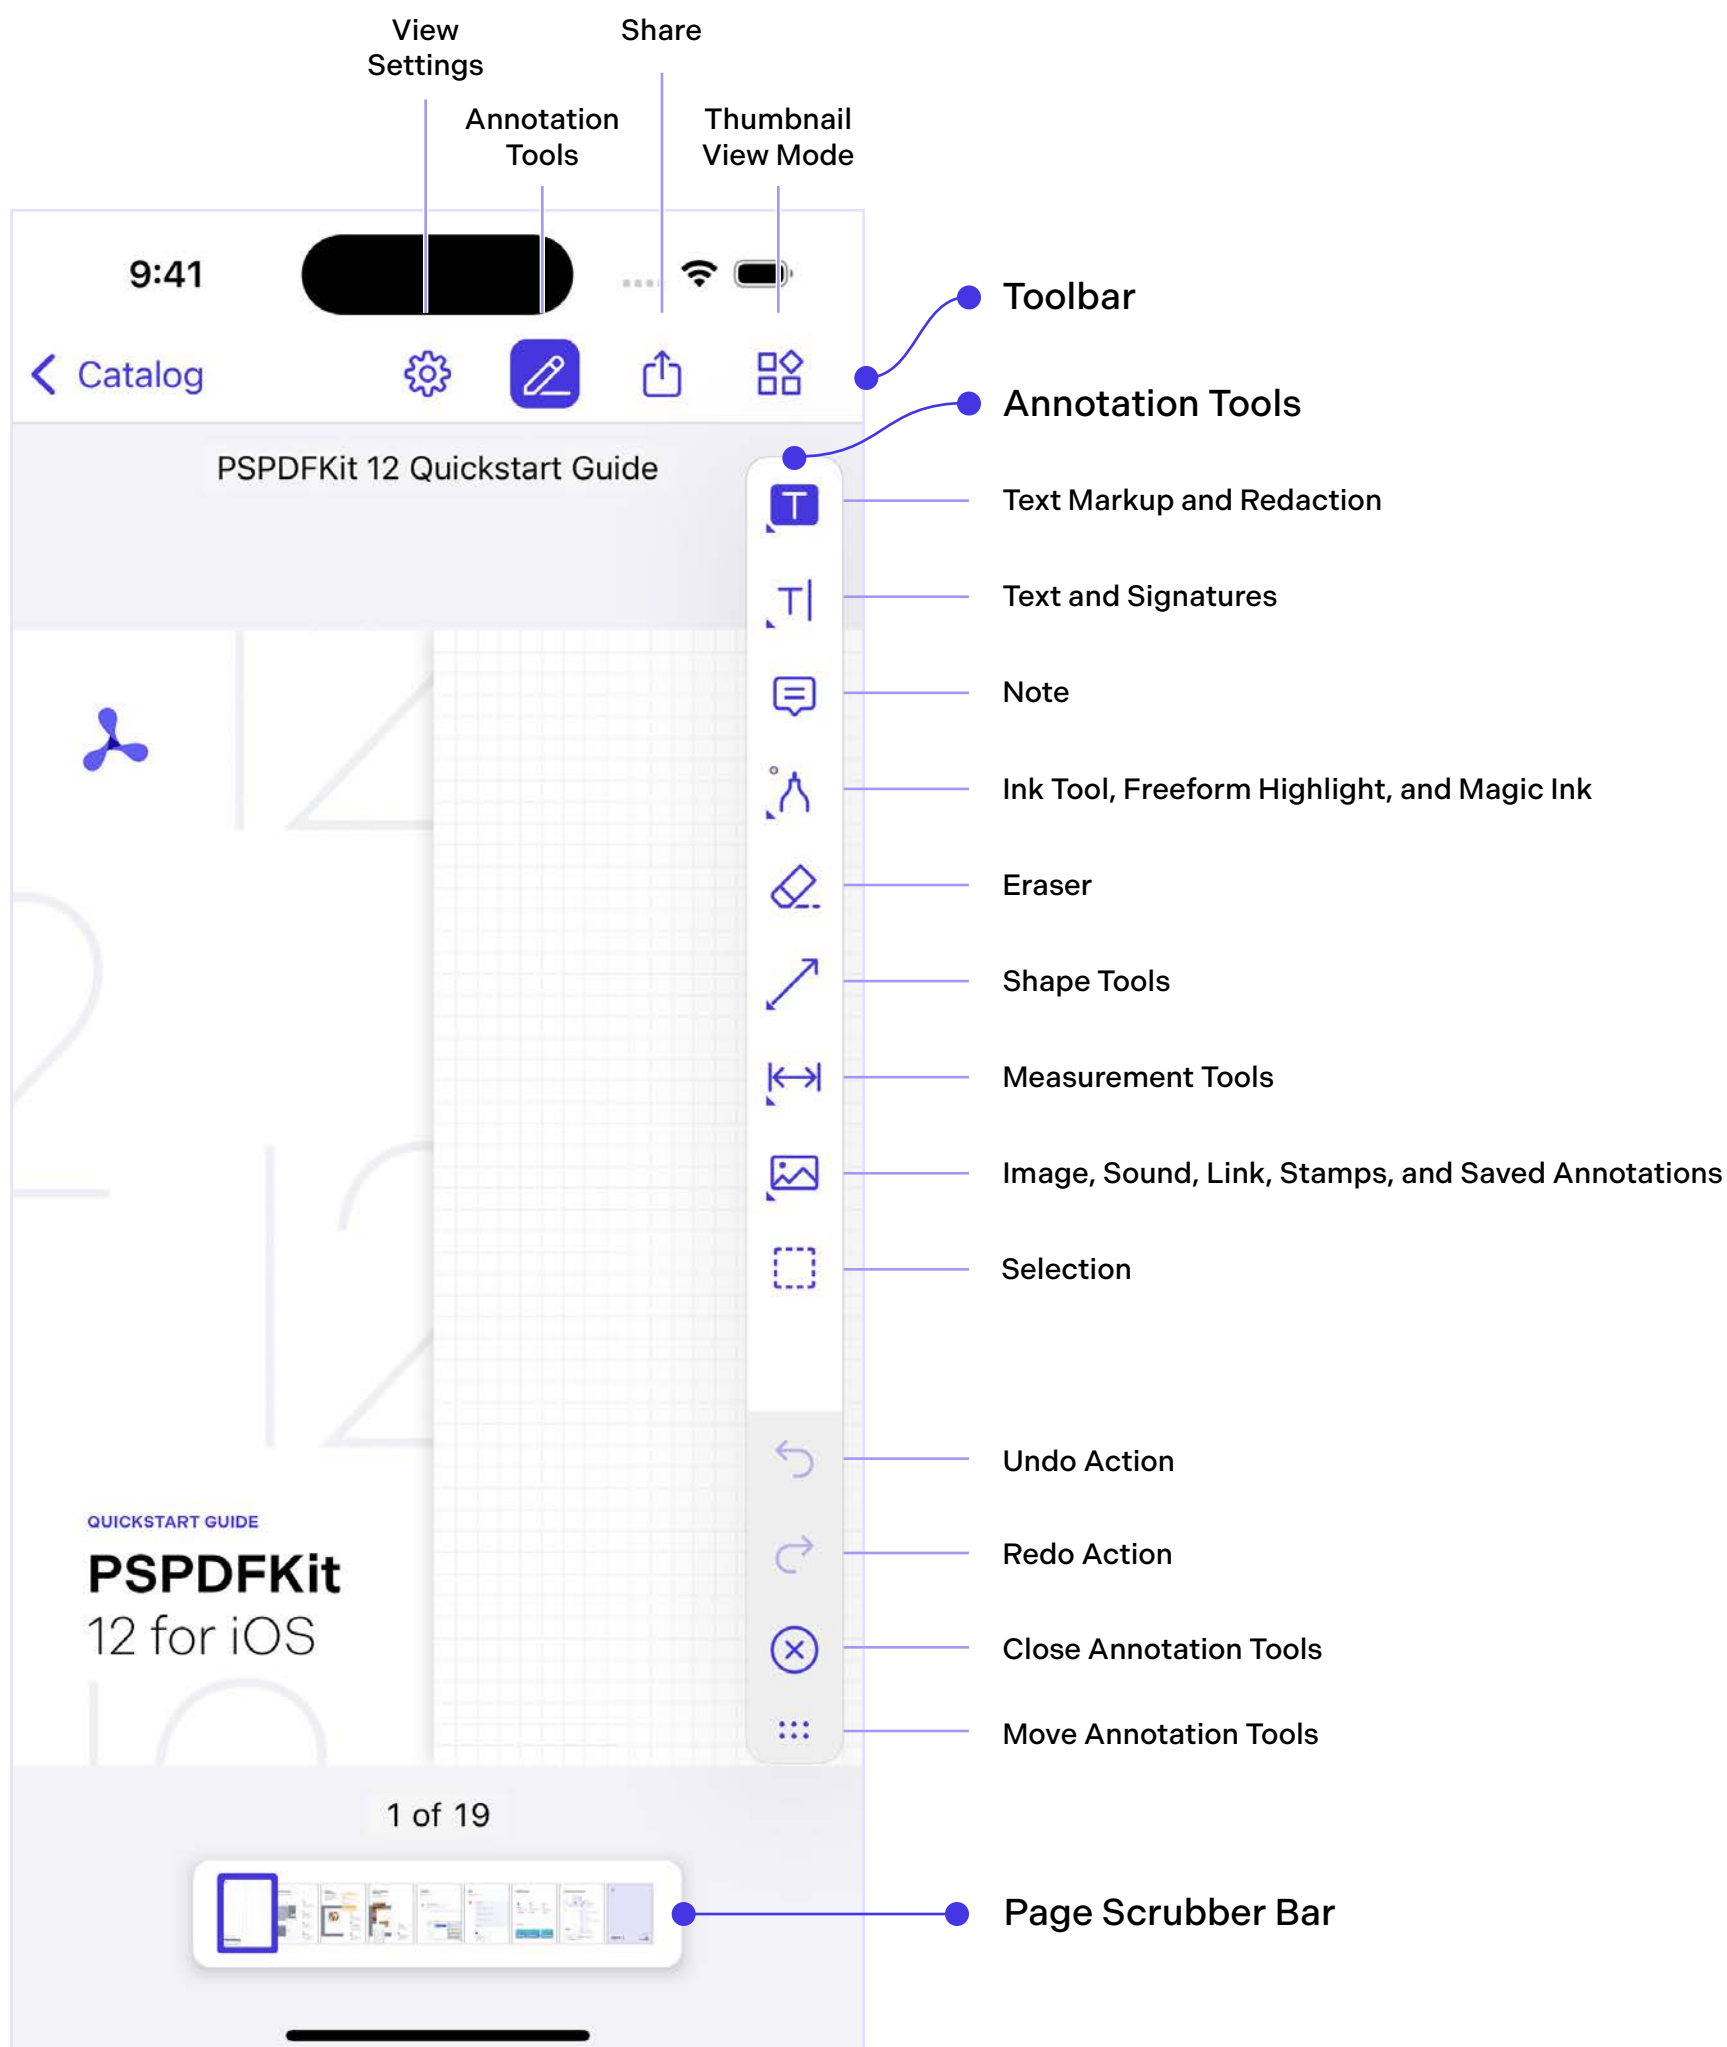 View
Settings
Share
Annotation
Tools
Thumbnail
View Mode
9:41
Toolbar
Catalog
Annotation Tools
PSPDFKit 12 Quickstart Guide
Text Markup and Redaction
Text and Signatures
Note
Ink Tool, Freeform Highlight, and Magic Ink
Eraser
Shape Tools
Measurement Tools
Image, Sound, Link, Stamps, and Saved Annotations
Selection
Undo Action
QUICKSTART GUIDE
PSPDFKit
12 for iOS
Redo Action
Close Annotation Tools
Move Annotation Tools
1 of 19
Page Scrubber Bar